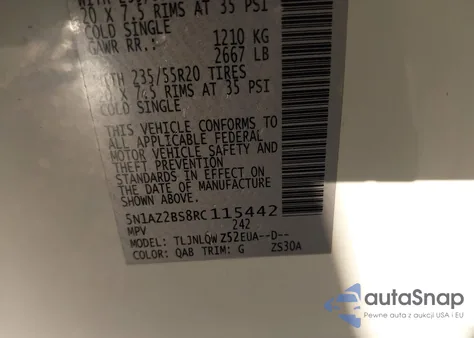 20 X 7.5 RIMS AT 35 PSI
COLD SINGLE
GAWR RR.: 1210 KG
2667 LB
235/55R20 TIRES
X 7.5 RIMS AT 35 PSI
COLD SINGLE
THIS VEHICLE CONFORMS TO
ALL APPLICABLE FEDERAL
MOTOR VEHICLE SAFETY AND
THEFT PREVENTION
STANDARDS IN EFFECT ON
THE DATE OF MANUFACTURE
SHOWN ABOVE.
5N1AZ2BS8RC115442
MPV 242
MODEL: TLJNLQW Z52EUA--D--
COLOR: QAB TRIM: G ZS30A
autaSnap
Pewne auta z aukcji USA i EU